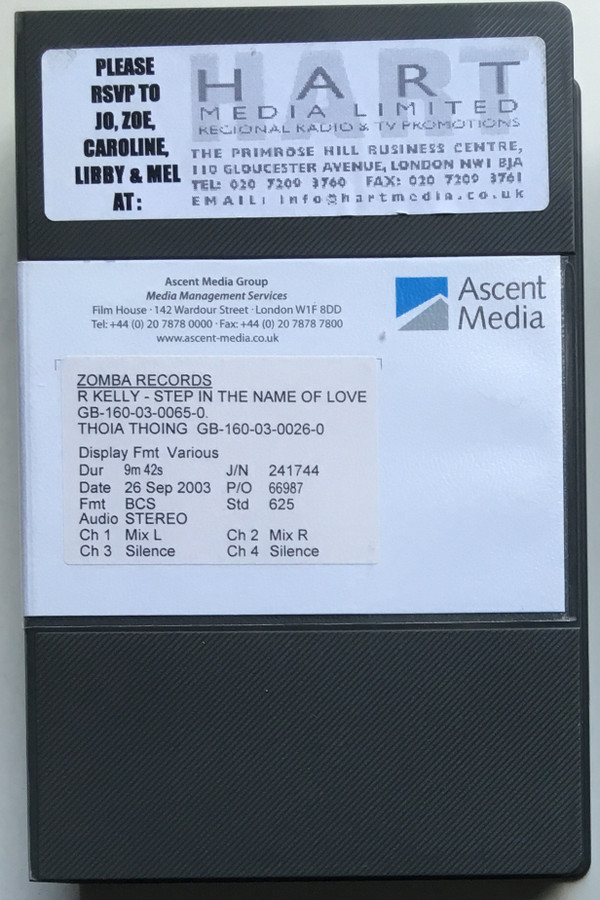 PLEASE
RSVP TO
JO, ZOE,
CAROLINE,
LIBBY & MEL
AT:
HART
MEDIA LIMITED
REGIONAL RADIO & TV PROMOTIONS
THE PRIMROSE HILL BUSINESS CENTRE,
110 GLOUCESTER AVENUE, LONDON NW1 8JA
TEL: 020 7209 3760 FAX: 020 7209 3761
EMAIL: info@hartmedia.co.uk
Ascent Media Group
Media Management Services
Film House · 142 Wardour Street · London W1F 8DD
Tel: +44 (0) 20 7878 0000 · Fax: +44 (0) 20 7878 7800
www.ascent-media.co.uk
Ascent
Media
ZOMBA RECORDS
R KELLY - STEP IN THE NAME OF LOVE
GB-160-03-0065-0.
THOIA THOING GB-160-03-0026-0
Display Fmt Various
Dur 9m 42s J/N 241744
Date 26 Sep 2003 P/O 66987
Fmt BCS Std 625
Audio STEREO
Ch 1 Mix L Ch 2 Mix R
Ch 3 Silence Ch 4 Silence